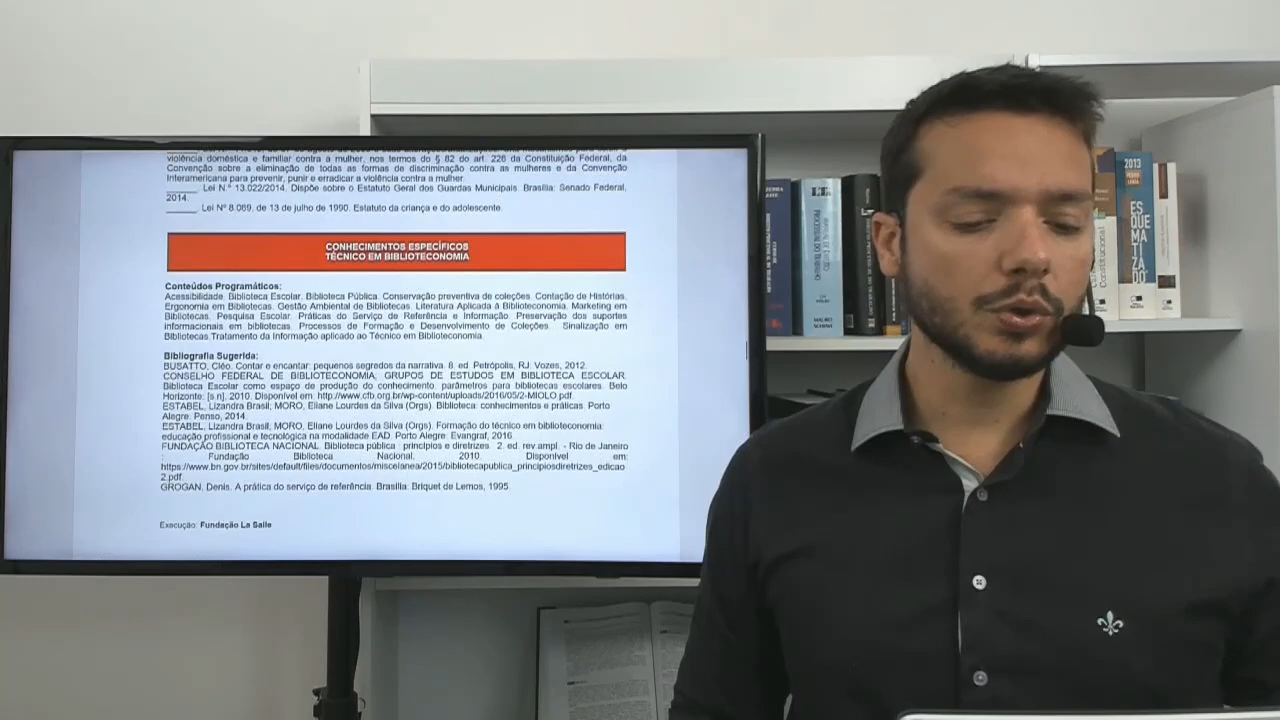 violência doméstica e familiar contra a mulher, nos termos do § 82 do art. 226 da Constituição Federal, da
Convenção sobre a eliminação de todas as formas de discriminação contra as mulheres e da Convenção
Interamericana para prevenir, punir e erradicar a violência contra a mulher.
______. Lei N.º 13.022/2014. Dispõe sobre o Estatuto Geral dos Guardas Municipais. Brasília: Senado Federal,
2014.
______. Lei Nº 8.069, de 13 de julho de 1990. Estatuto da criança e do adolescente.
CONHECIMENTOS ESPECÍFICOS
TÉCNICO EM BIBLIOTECONOMIA
Conteúdos Programáticos:
Acessibilidade. Biblioteca Escolar. Biblioteca Pública. Conservação preventiva de coleções. Contação de Histórias.
Ergonomia em Bibliotecas. Gestão Ambiental de Bibliotecas. Literatura Aplicada à Biblioteconomia. Marketing em
Bibliotecas. Pesquisa Escolar. Práticas do Serviço de Referência e Informação. Preservação dos suportes
informacionais em bibliotecas. Processos de Formação e Desenvolvimento de Coleções. Sinalização em
Bibliotecas.Tratamento da Informação aplicado ao Técnico em Biblioteconomia.
Bibliografia Sugerida:
BUSATTO, Cléo. Contar e encantar: pequenos segredos da narrativa. 8. ed. Petrópolis, RJ: Vozes, 2012.
CONSELHO FEDERAL DE BIBLIOTECONOMIA; GRUPOS DE ESTUDOS EM BIBLIOTECA ESCOLAR.
Biblioteca Escolar como espaço de produção do conhecimento: parâmetros para bibliotecas escolares. Belo
Horizonte: [s.n]. 2010. Disponível em: http://www.cfb.org.br/wp-content/uploads/2016/05/2-MIOLO.pdf.
ESTABEL, Lizandra Brasil; MORO, Eliane Lourdes da Silva (Orgs). Biblioteca: conhecimentos e práticas. Porto
Alegre: Penso, 2014.
ESTABEL, Lizandra Brasil; MORO, Eliane Lourdes da Silva (Orgs). Formação do técnico em biblioteconomia:
educação profissional e tecnológica na modalidade EAD. Porto Alegre: Evangraf, 2016.
FUNDAÇÃO BIBLIOTECA NACIONAL. Biblioteca pública : princípios e diretrizes. 2. ed. rev.ampl. - Rio de Janeiro
: Fundação Biblioteca Nacional. 2010. Disponível em:
https://www.bn.gov.br/sites/default/files/documentos/miscelanea/2015/bibliotecapublica_principiosdiretrizes_edicao
2.pdf.
GROGAN, Denis. A prática do serviço de referência. Brasília: Briquet de Lemos, 1995.
Execução: Fundação La Salle
2013
ESQUEMATIZADO
Constitucional